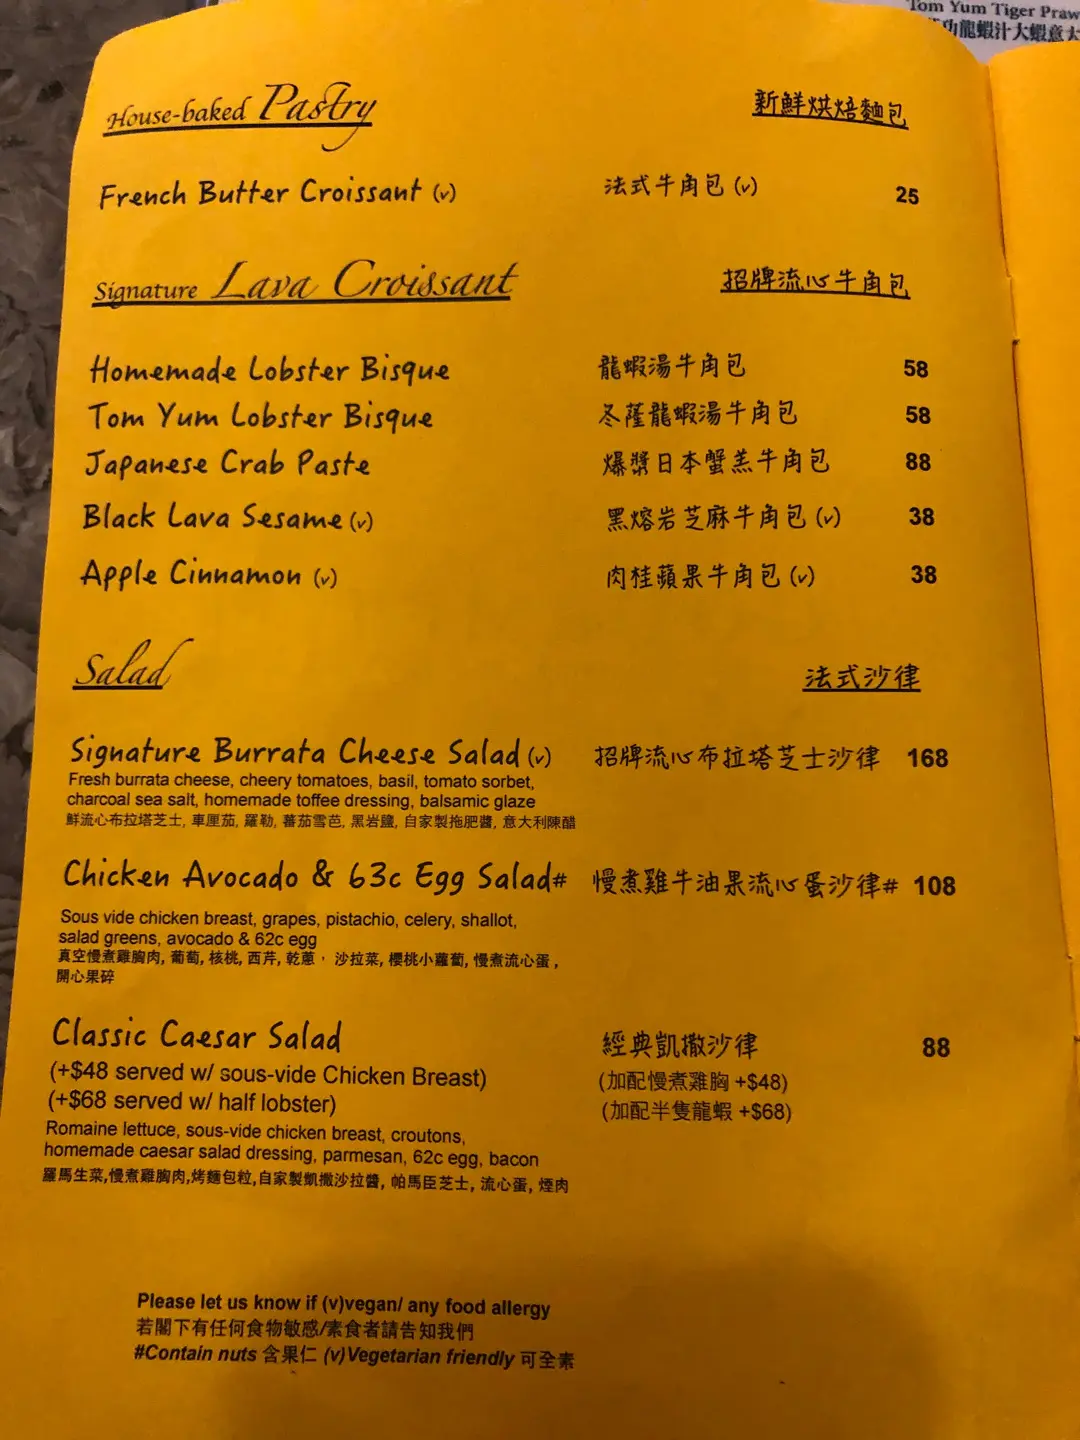 Tom Yum Tiger Praw
功龍蝦汁大蝦意大
House-baked Pastry 新鮮烘焙麵包
French Butter Croissant (v) 法式牛角包 (v) 25
Signature Lava Croissant 招牌流心牛角包
Homemade Lobster Bisque 龍蝦湯牛角包 58
Tom Yum Lobster Bisque 冬蔭龍蝦湯牛角包 58
Japanese Crab Paste 爆漿日本蟹羔牛角包 88
Black Lava Sesame (v) 黑熔岩芝麻牛角包 (v) 38
Apple Cinnamon (v) 肉桂蘋果牛角包 (v) 38
Salad 法式沙律
Signature Burrata Cheese Salad (v) 招牌流心布拉塔芝士沙律 168
Fresh burrata cheese, cheery tomatoes, basil, tomato sorbet,
charcoal sea salt, homemade toffee dressing, balsamic glaze
鮮流心布拉塔芝士, 車厘茄, 羅勒, 蕃茄雪芭, 黑岩鹽, 自家製拖肥醬, 意大利陳醋
Chicken Avocado & 63c Egg Salad# 慢煮雞牛油果流心蛋沙律# 108
Sous vide chicken breast, grapes, pistachio, celery, shallot,
salad greens, avocado & 62c egg
真空慢煮雞胸肉, 葡萄, 核桃, 西芹, 乾蔥， 沙拉菜, 櫻桃小蘿蔔, 慢煮流心蛋,
開心果碎
Classic Caesar Salad 經典凱撒沙律 88
(+$48 served w/ sous-vide Chicken Breast) (加配慢煮雞胸 +$48)
(+$68 served w/ half lobster) (加配半隻龍蝦 +$68)
Romaine lettuce, sous-vide chicken breast, croutons,
homemade caesar salad dressing, parmesan, 62c egg, bacon
羅馬生菜,慢煮雞胸肉,烤麵包粒,自家製凱撒沙拉醬, 帕馬臣芝士, 流心蛋, 煙肉
Please let us know if (v)vegan/ any food allergy
若閣下有任何食物敏感/素食者請告知我們
#Contain nuts 含果仁 (v)Vegetarian friendly 可全素